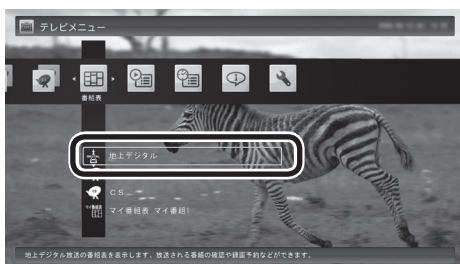 テレビメニュー
番組表
地上デジタル
CS
マイ番組表 マイ番組1
地上デジタル放送の番組表を表示します。放送される番組の確認や録画予約などができます。